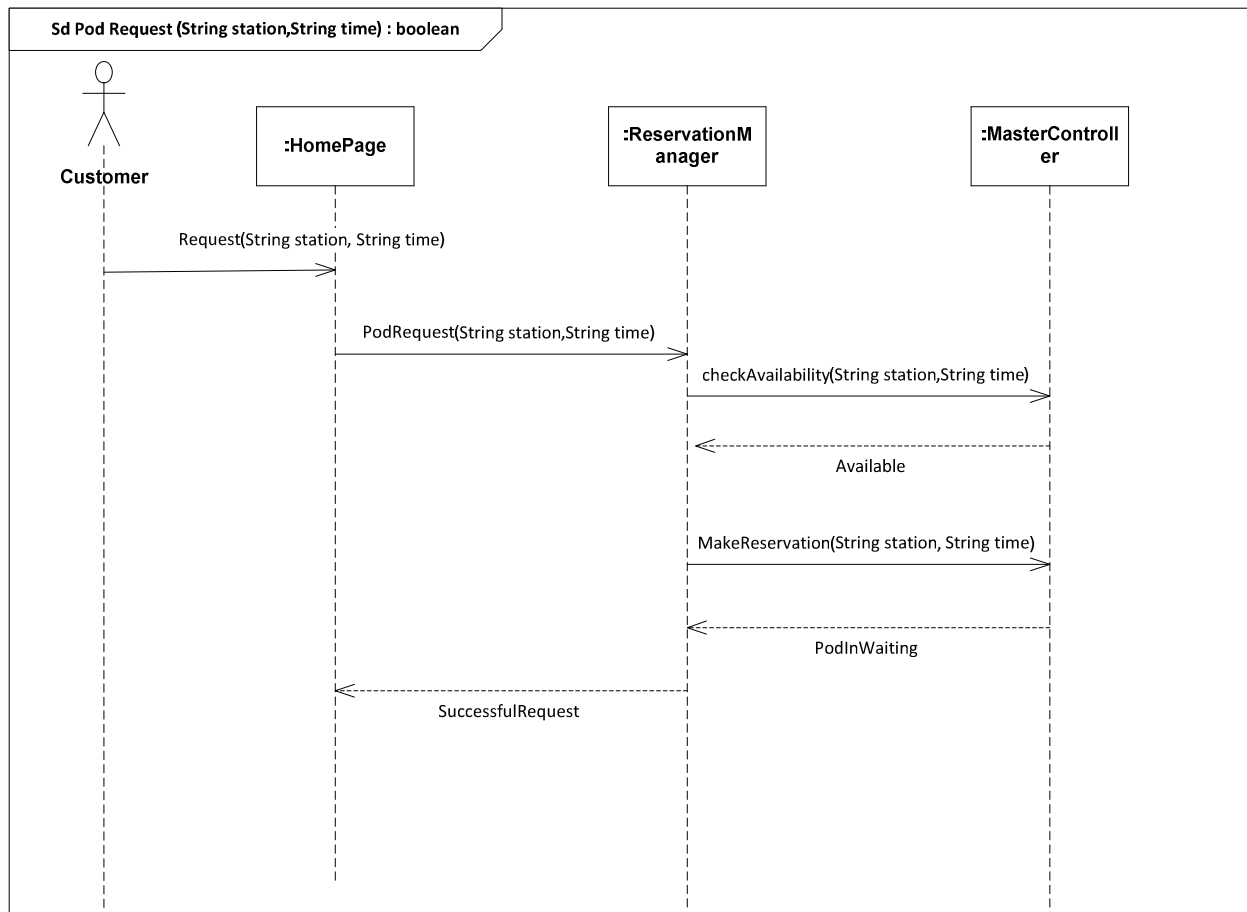 Sd Pod Request (String station,String time) : boolean
Customer
:HomePage
:ReservationM
anager
:MasterControll
er
Request(String station, String time)
PodRequest(String station,String time)
checkAvailability(String station,String time)
Available
MakeReservation(String station, String time)
PodInWaiting
SuccessfulRequest